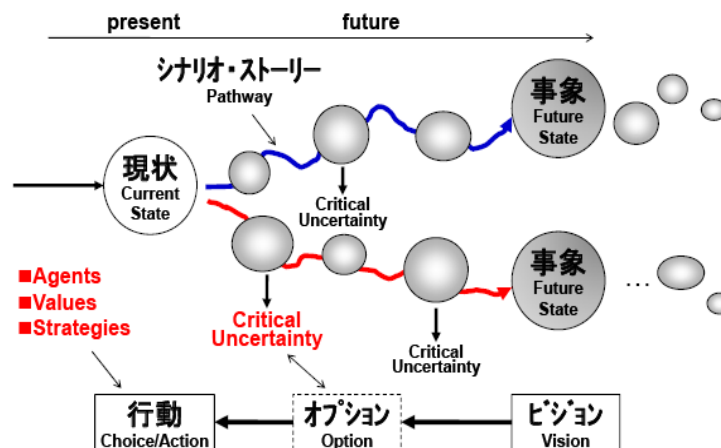 present
future
シナリオ・ストーリー
Pathway
現状
Current
State
事象
Future
State
Critical
Uncertainty
事象
Future
State
…
■Agents
■Values
■Strategies
Critical
Uncertainty
Critical
Uncertainty
行動
Choice/Action
オプション
Option
ビジョン
Vision